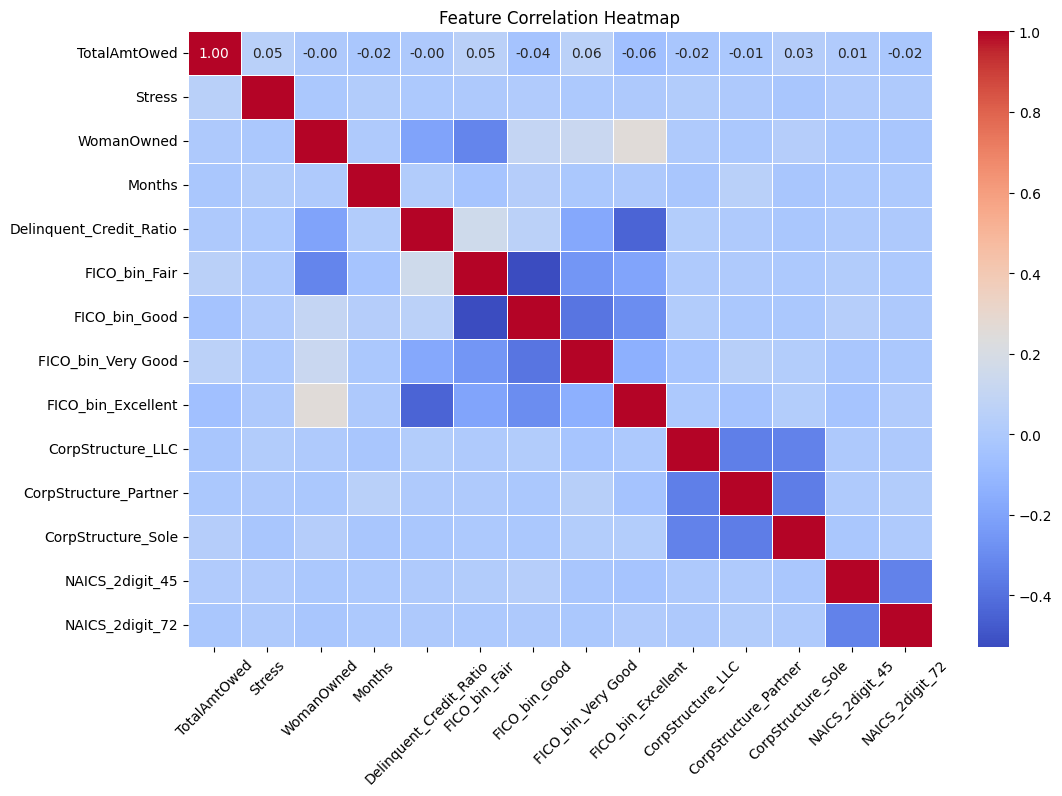 Feature Correlation Heatmap
TotalAmtOwed
1.00 0.05 -0.00 -0.02 -0.00 0.05 -0.04 0.06 -0.06 -0.02 -0.01 0.03 0.01 -0.02
Stress
WomanOwned
Months
Delinquent_Credit_Ratio
FICO_bin_Fair
FICO_bin_Good
FICO_bin_Very Good
FICO_bin_Excellent
CorpStructure_LLC
CorpStructure_Partner
CorpStructure_Sole
NAICS_2digit_45
NAICS_2digit_72
TotalAmtOwed
Stress
WomanOwned
Months
Delinquent_Credit_Ratio
FICO_bin_Fair
FICO_bin_Good
FICO_bin_Very Good
FICO_bin_Excellent
CorpStructure_LLC
CorpStructure_Partner
CorpStructure_Sole
NAICS_2digit_45
NAICS_2digit_72
1.0
0.8
0.6
0.4
0.2
0.0
−0.2
−0.4